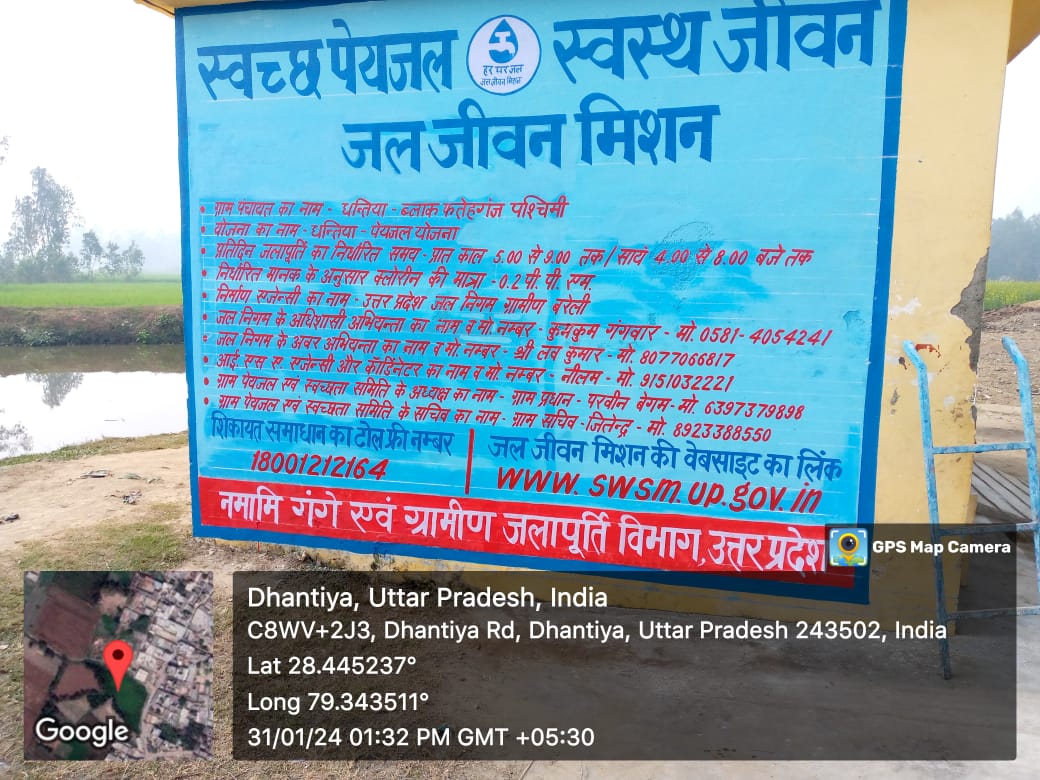 स्वच्छ पेयजल स्वस्थ जीवन
हर घर जल
जल जीवन मिशन
जल जीवन मिशन
• ग्राम पंचायत का नाम - धन्तिया - ब्लाक फतेहगंज पश्चिमी
• योजना का नाम - धन्तिया - पेयजल योजना
• प्रतिदिन जलापूर्ति का निर्धारित समय - प्रात काल 5.00 से 9.00 तक / सायं 4.00 से 8.00 बजे तक
• निर्धारित मानक के अनुसार क्लोरीन की मात्रा - 0.2 पी. पी. एम.
• निर्माण एजेन्सी का नाम - उत्तर प्रदेश जल निगम ग्रामीण बरेली
• जल निगम के अधिशासी अभियन्ता का नाम व मो. नम्बर - कुमकुम गंगवार - मो. 0581-4054241
• जल निगम के अवर अभियन्ता का नाम व मो. नम्बर - श्री लव कुमार - मो. 8077066817
• आई. एस. ए. एजेन्सी और कॉर्डिनेटर का नाम व मो. नम्बर - नीलम - मो. 9151032221
• ग्राम पेयजल एवं स्वच्छता समिति के अध्यक्ष का नाम - ग्राम प्रधान - परवीन बेगम - मो. 6397379898
• ग्राम पेयजल एवं स्वच्छता समिति के सचिव का नाम - ग्राम सचिव - जितेन्द्र - मो. 8923388550
शिकायत समाधान का टोल फ्री नम्बर
18001212164
जल जीवन मिशन की वेबसाइट का लिंक
www.swsm.up.gov.in
नमामि गंगे एवं ग्रामीण जलापूर्ति विभाग, उत्तर प्रदेश
GPS Map Camera
Dhantiya, Uttar Pradesh, India
C8WV+2J3, Dhantiya Rd, Dhantiya, Uttar Pradesh 243502, India
Lat 28.445237°
Long 79.343511°
31/01/24 01:32 PM GMT +05:30
Google